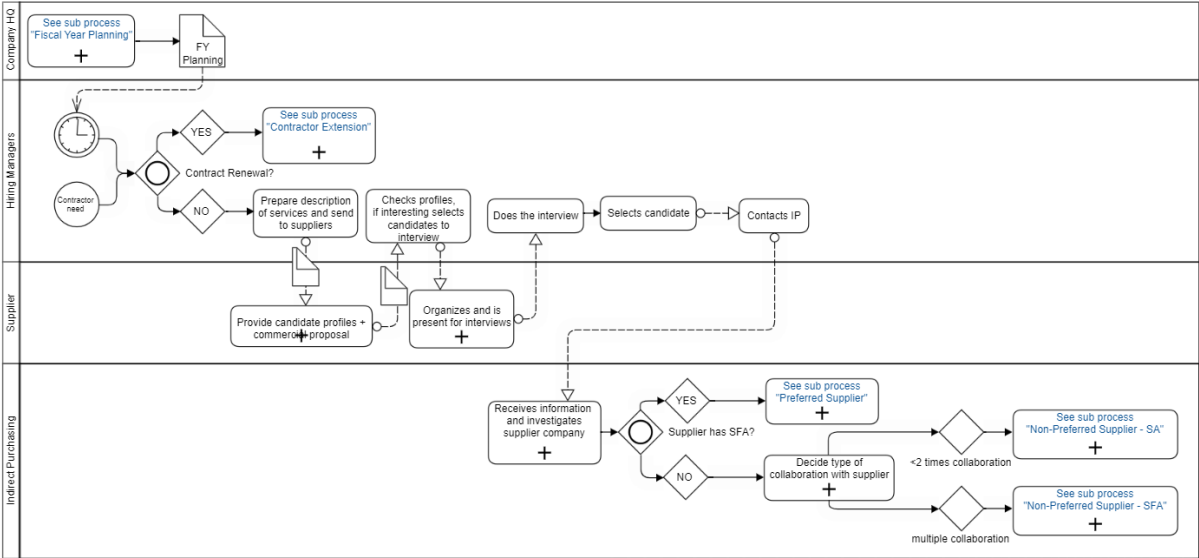 Company HQ
See sub process
"Fiscal Year Planning"
FY
Planning
Hiring Managers
Contractor
need
Contract Renewal?
YES
See sub process
"Contractor Extension"
NO
Prepare description
of services and send
to suppliers
Checks profiles,
if interesting selects
candidates to
interview
Does the interview
Selects candidate
Contacts IP
Supplier
Provide candidate profiles +
commercial proposal
Organizes and is
present for interviews
Indirect Purchasing
Receives information
and investigates
supplier company
Supplier has SFA?
YES
See sub process
"Preferred Supplier"
NO
Decide type of
collaboration with supplier
<2 times collaboration
See sub process
"Non-Preferred Supplier - SA"
multiple collaboration
See sub process
"Non-Preferred Supplier - SFA"